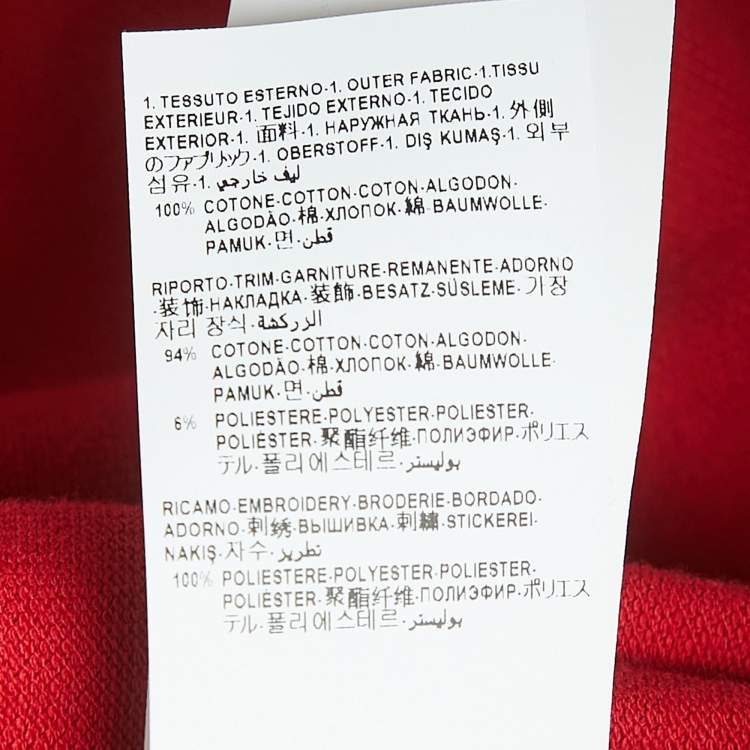 1. TESSUTO ESTERNO·1. OUTER FABRIC·1.TISSU
EXTERIEUR·1. TEJIDO EXTERNO·1. TECIDO
EXTERIOR·1. 面料·1. НАРУЖНАЯ ТКАНЬ·1. 外側
のファブリック·1. OBERSTOFF·1. DIŞ KUMAŞ·1. 외부
섬유·1. ليف خارجي
100% COTONE·COTTON·COTON·ALGODON·
ALGODÃO·棉·ХЛОПОК·綿·BAUMWOLLE·
PAMUK·면·قطن
RIPORTO·TRIM·GARNITURE·REMANENTE·ADORNO
·装饰·НАКЛАДКА·装飾·BESATZ·SÜSLEME·가장
자리 장식·الزركشة
94% COTONE·COTTON·COTON·ALGODON·
ALGODÃO·棉·ХЛОПОК·綿·BAUMWOLLE·
PAMUK·면·قطن
6% POLIESTERE·POLYESTER·POLIESTER·
POLIÉSTER·聚酯纤维·ПОЛИЭФИР·ポリエス
テル·폴리에스테르·بوليستر
RICAMO·EMBROIDERY·BRODERIE·BORDADO·
ADORNO·刺绣·ВЫШИВКА·刺繍·STICKEREI·
NAKIŞ·자수·تطريز
100% POLIESTERE·POLYESTER·POLIESTER·
POLIÉSTER·聚酯纤维·ПОЛИЭФИР·ポリエス
テル·폴리에스테르·بوليستر